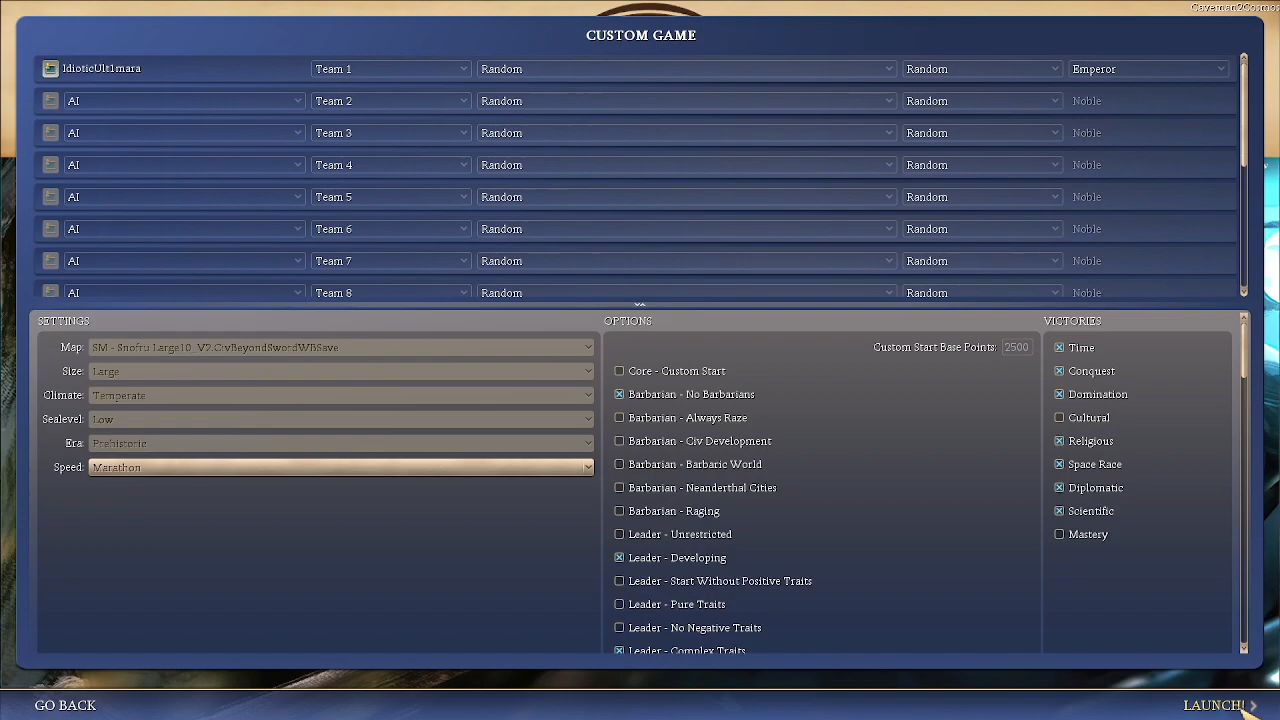 Caveman2Cosmos
CUSTOM GAME
IdioticUlt1mara Team 1 Random Random Emperor
AI Team 2 Random Random Noble
AI Team 3 Random Random Noble
AI Team 4 Random Random Noble
AI Team 5 Random Random Noble
AI Team 6 Random Random Noble
AI Team 7 Random Random Noble
AI Team 8 Random Random Noble
SETTINGS
Map: SM - Snofru Large10_V2.CivBeyondSwordWBSave
Size: Large
Climate: Temperate
Sealevel: Low
Era: Prehistoric
Speed: Marathon
OPTIONS
Custom Start Base Points: 2500
Core - Custom Start
Barbarian - No Barbarians
Barbarian - Always Raze
Barbarian - Civ Development
Barbarian - Barbaric World
Barbarian - Neanderthal Cities
Barbarian - Raging
Leader - Unrestricted
Leader - Developing
Leader - Start Without Positive Traits
Leader - Pure Traits
Leader - No Negative Traits
Leader - Complex Traits
VICTORIES
Time
Conquest
Domination
Cultural
Religious
Space Race
Diplomatic
Scientific
Mastery
GO BACK
LAUNCH!